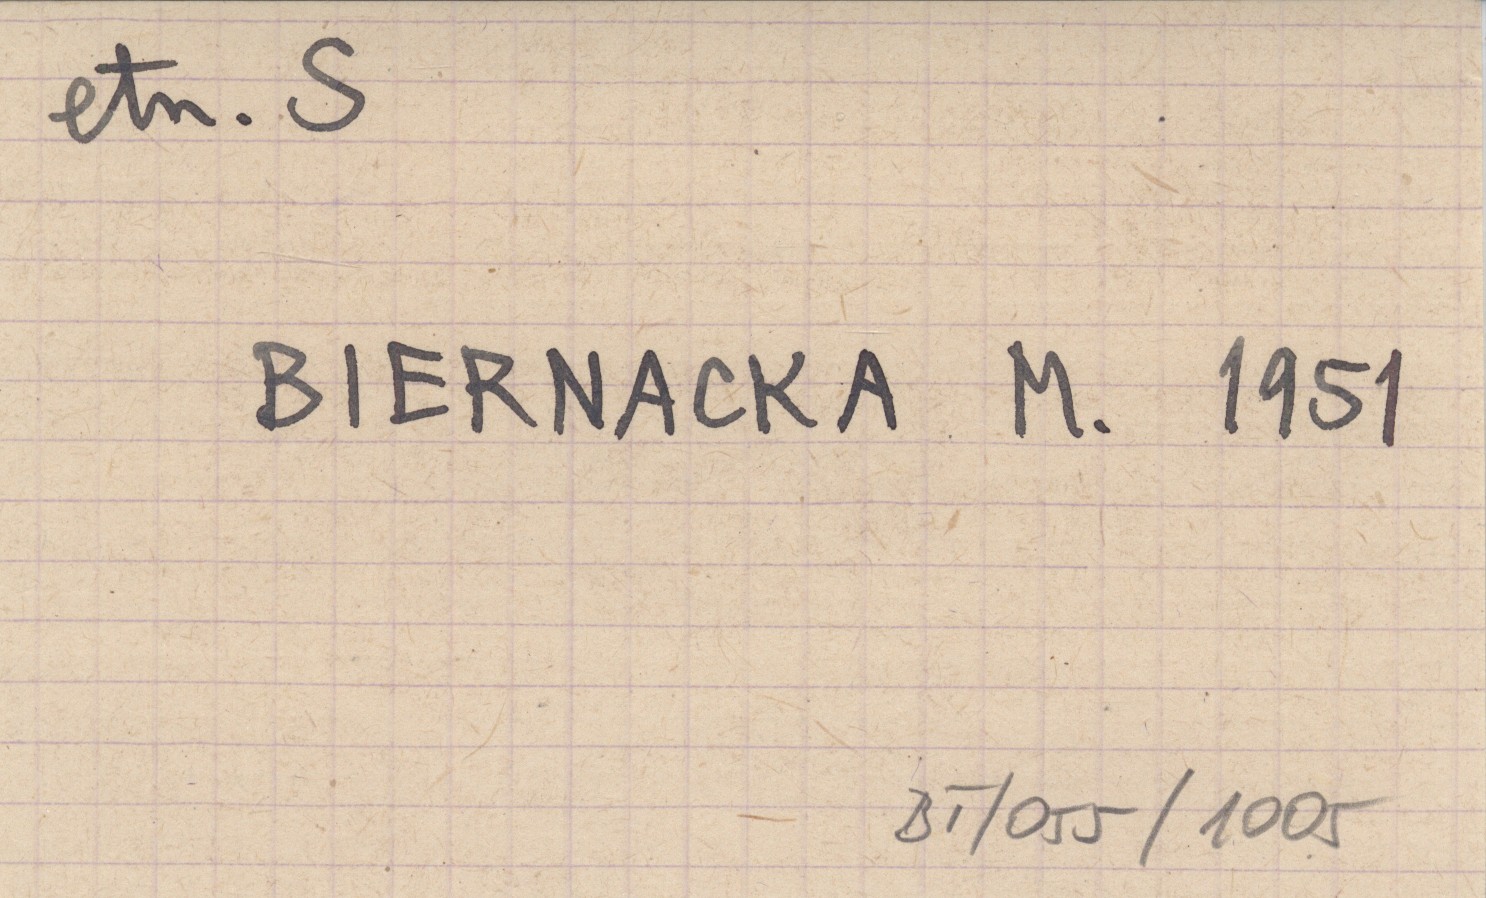 etn. S
BIERNACKA M. 1951
BT/055/1005